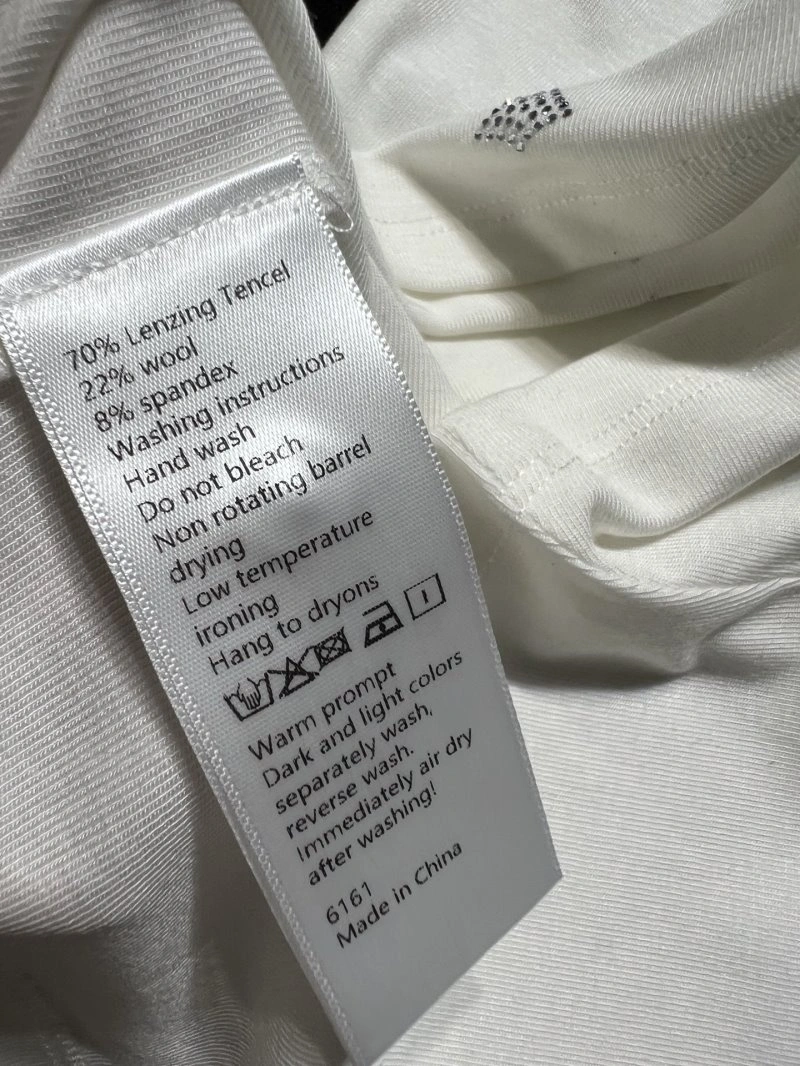 70% Lenzing Tencel
22% wool
8% spandex
Washing instructions
Hand wash
Do not bleach
Non rotating barrel
drying
Low temperature
ironing
Hang to dryons
Warm prompt
Dark and light colors
separately wash,
reverse wash.
Immediately air dry
after washing!
6161
Made in China